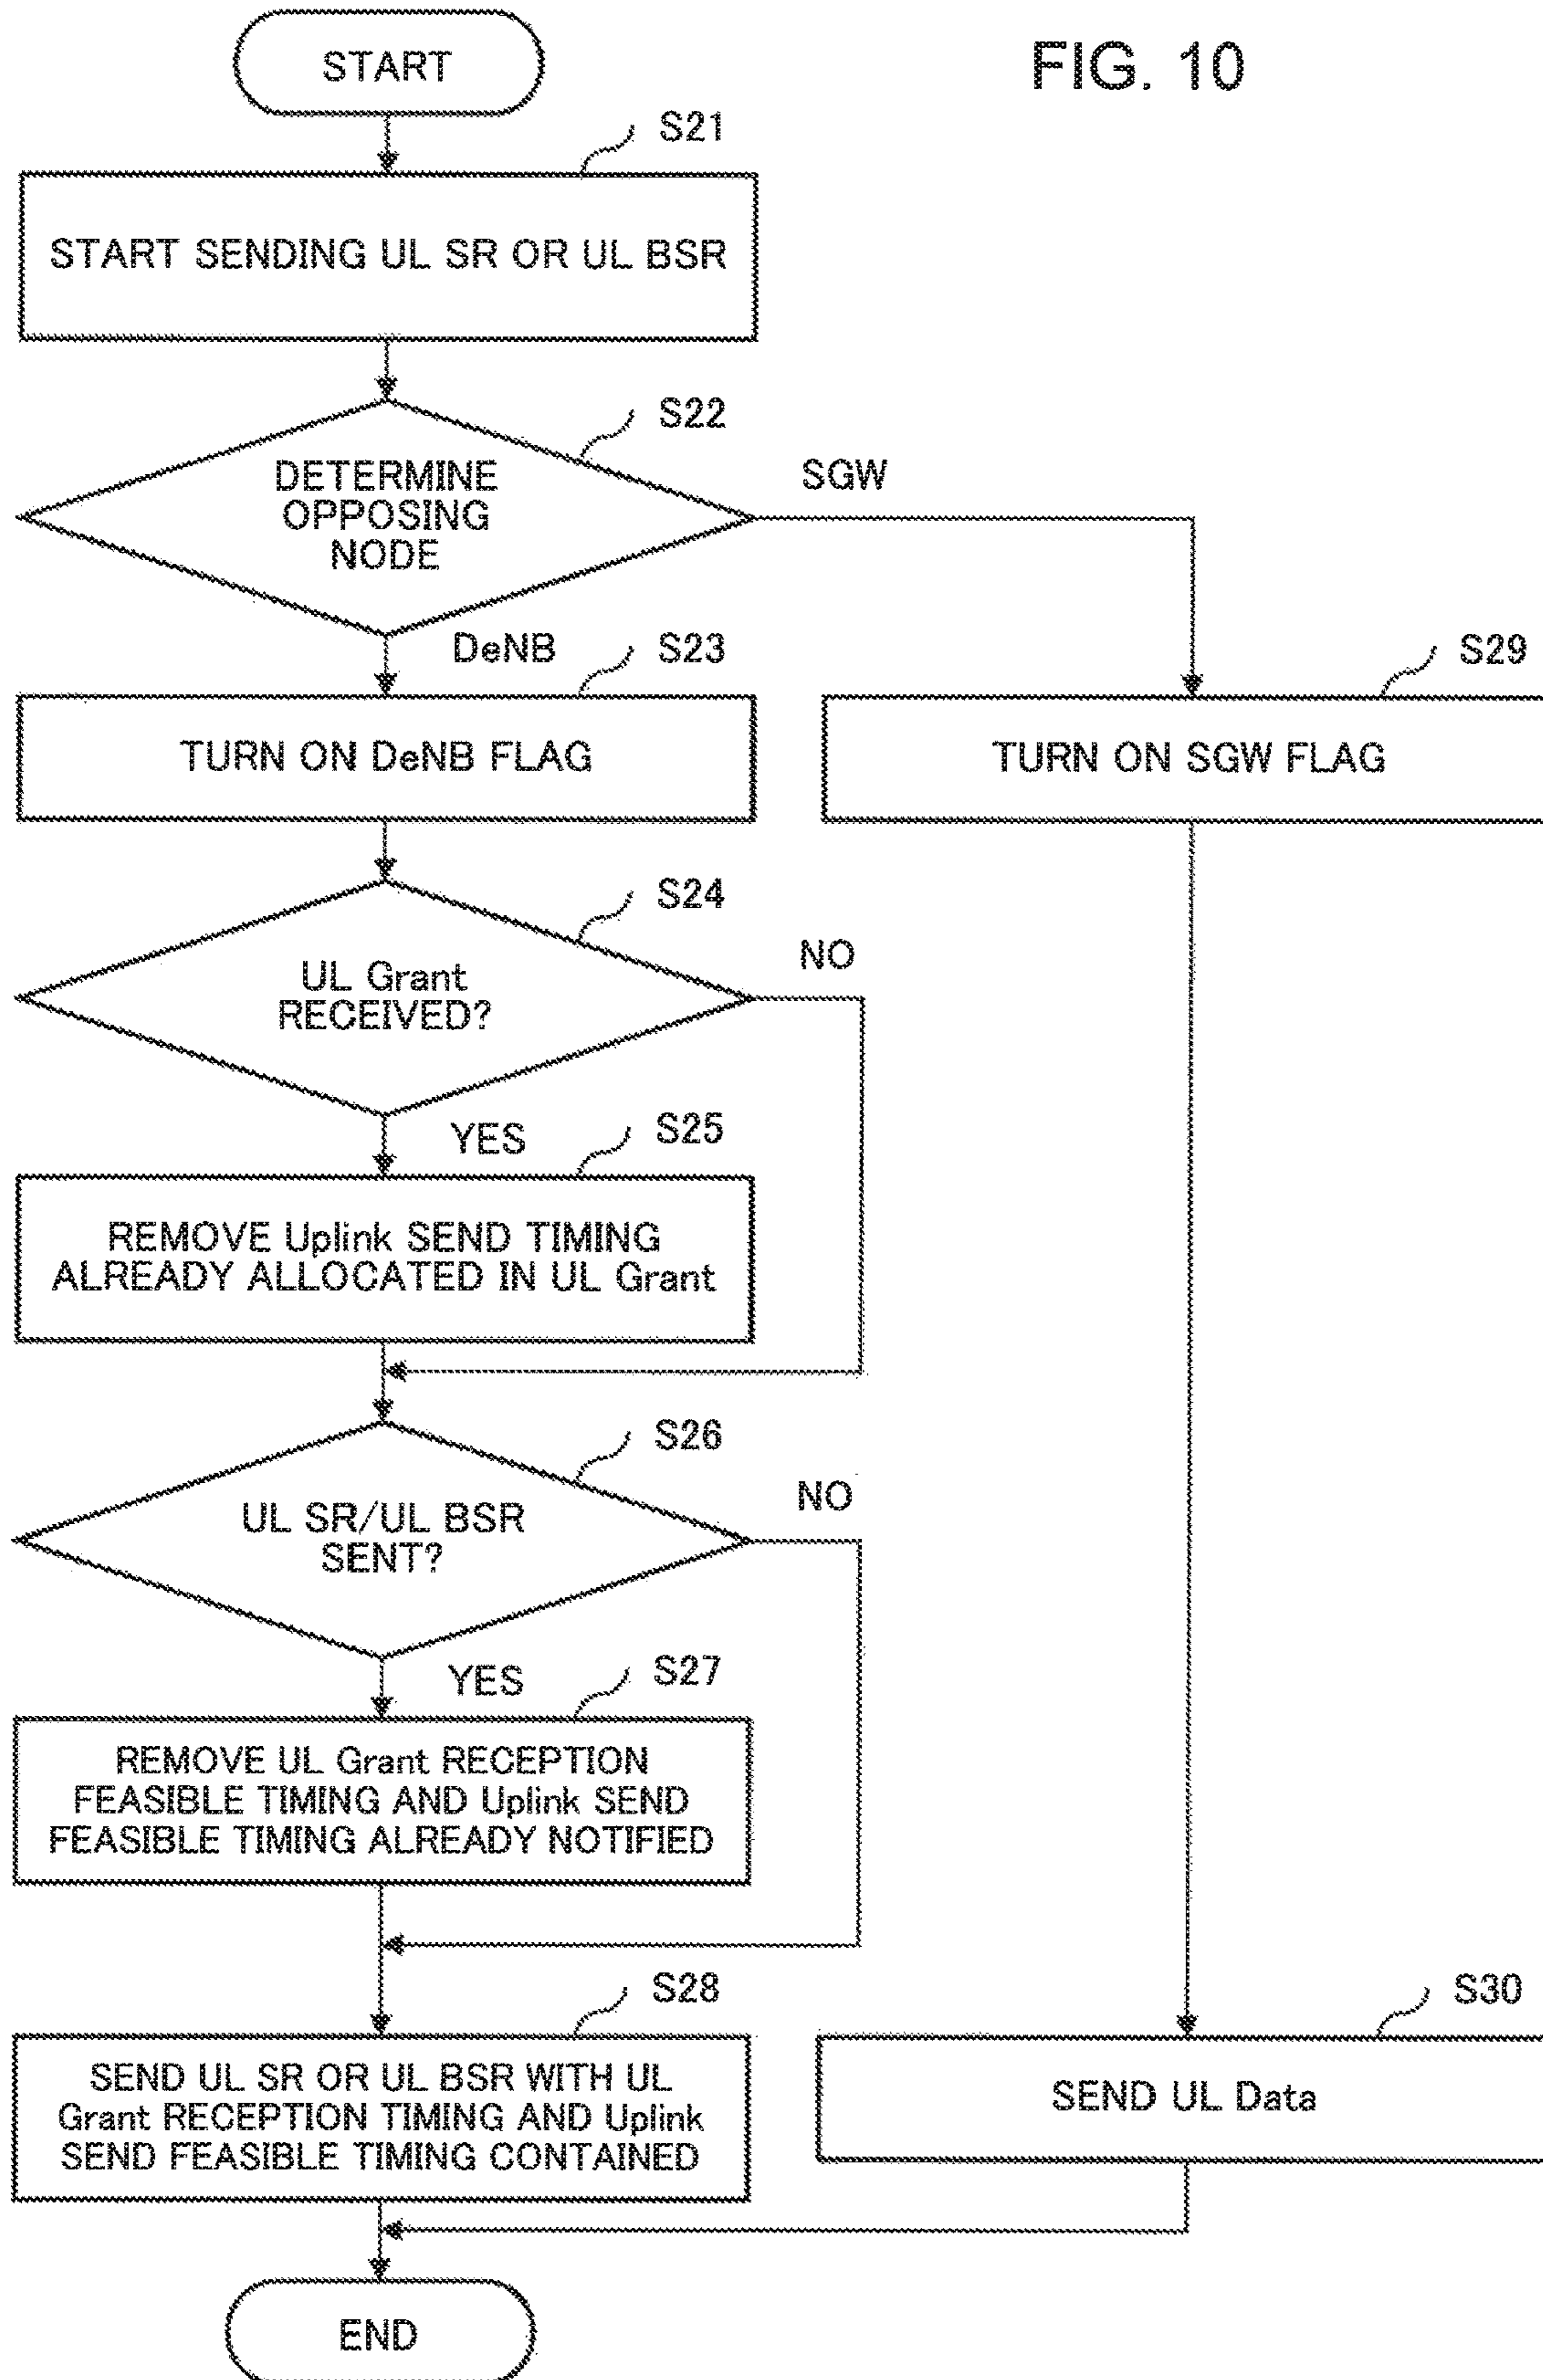 FIG. 10
START
S21
START SENDING UL SR OR UL BSR
S22
DETERMINE
OPPOSING
NODE
SGW
DeNB
S23
TURN ON DeNB FLAG
S29
TURN ON SGW FLAG
S24
UL Grant
RECEIVED?
NO
YES
S25
REMOVE Uplink SEND TIMING
ALREADY ALLOCATED IN UL Grant
S26
UL SR/UL BSR
SENT?
NO
YES
S27
REMOVE UL Grant RECEPTION
FEASIBLE TIMING AND Uplink SEND
FEASIBLE TIMING ALREADY NOTIFIED
S28
SEND UL SR OR UL BSR WITH UL
Grant RECEPTION TIMING AND Uplink
SEND FEASIBLE TIMING CONTAINED
S30
SEND UL Data
END